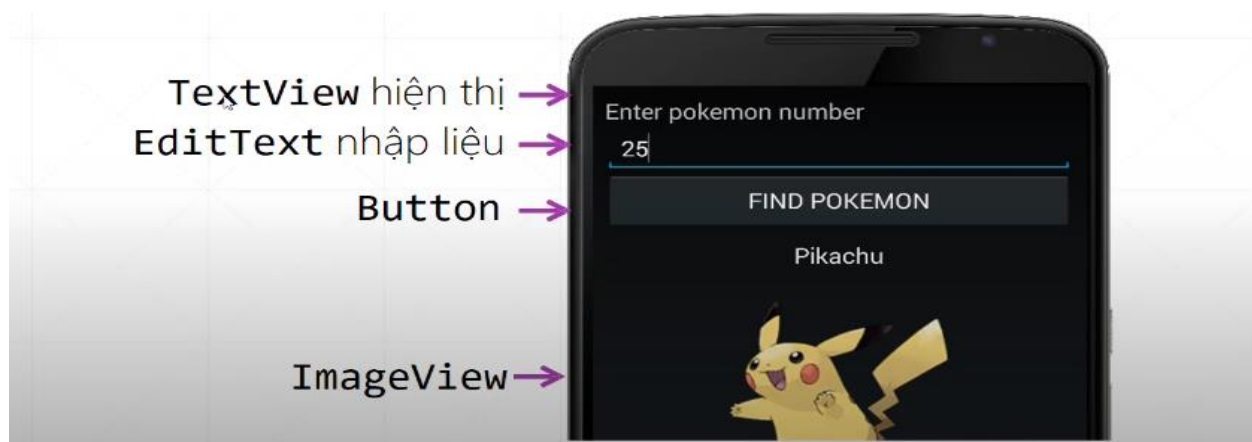 TextView hiện thị
Enter pokemon number
EditText nhập liệu
25
Button
FIND POKEMON
Pikachu
ImageView